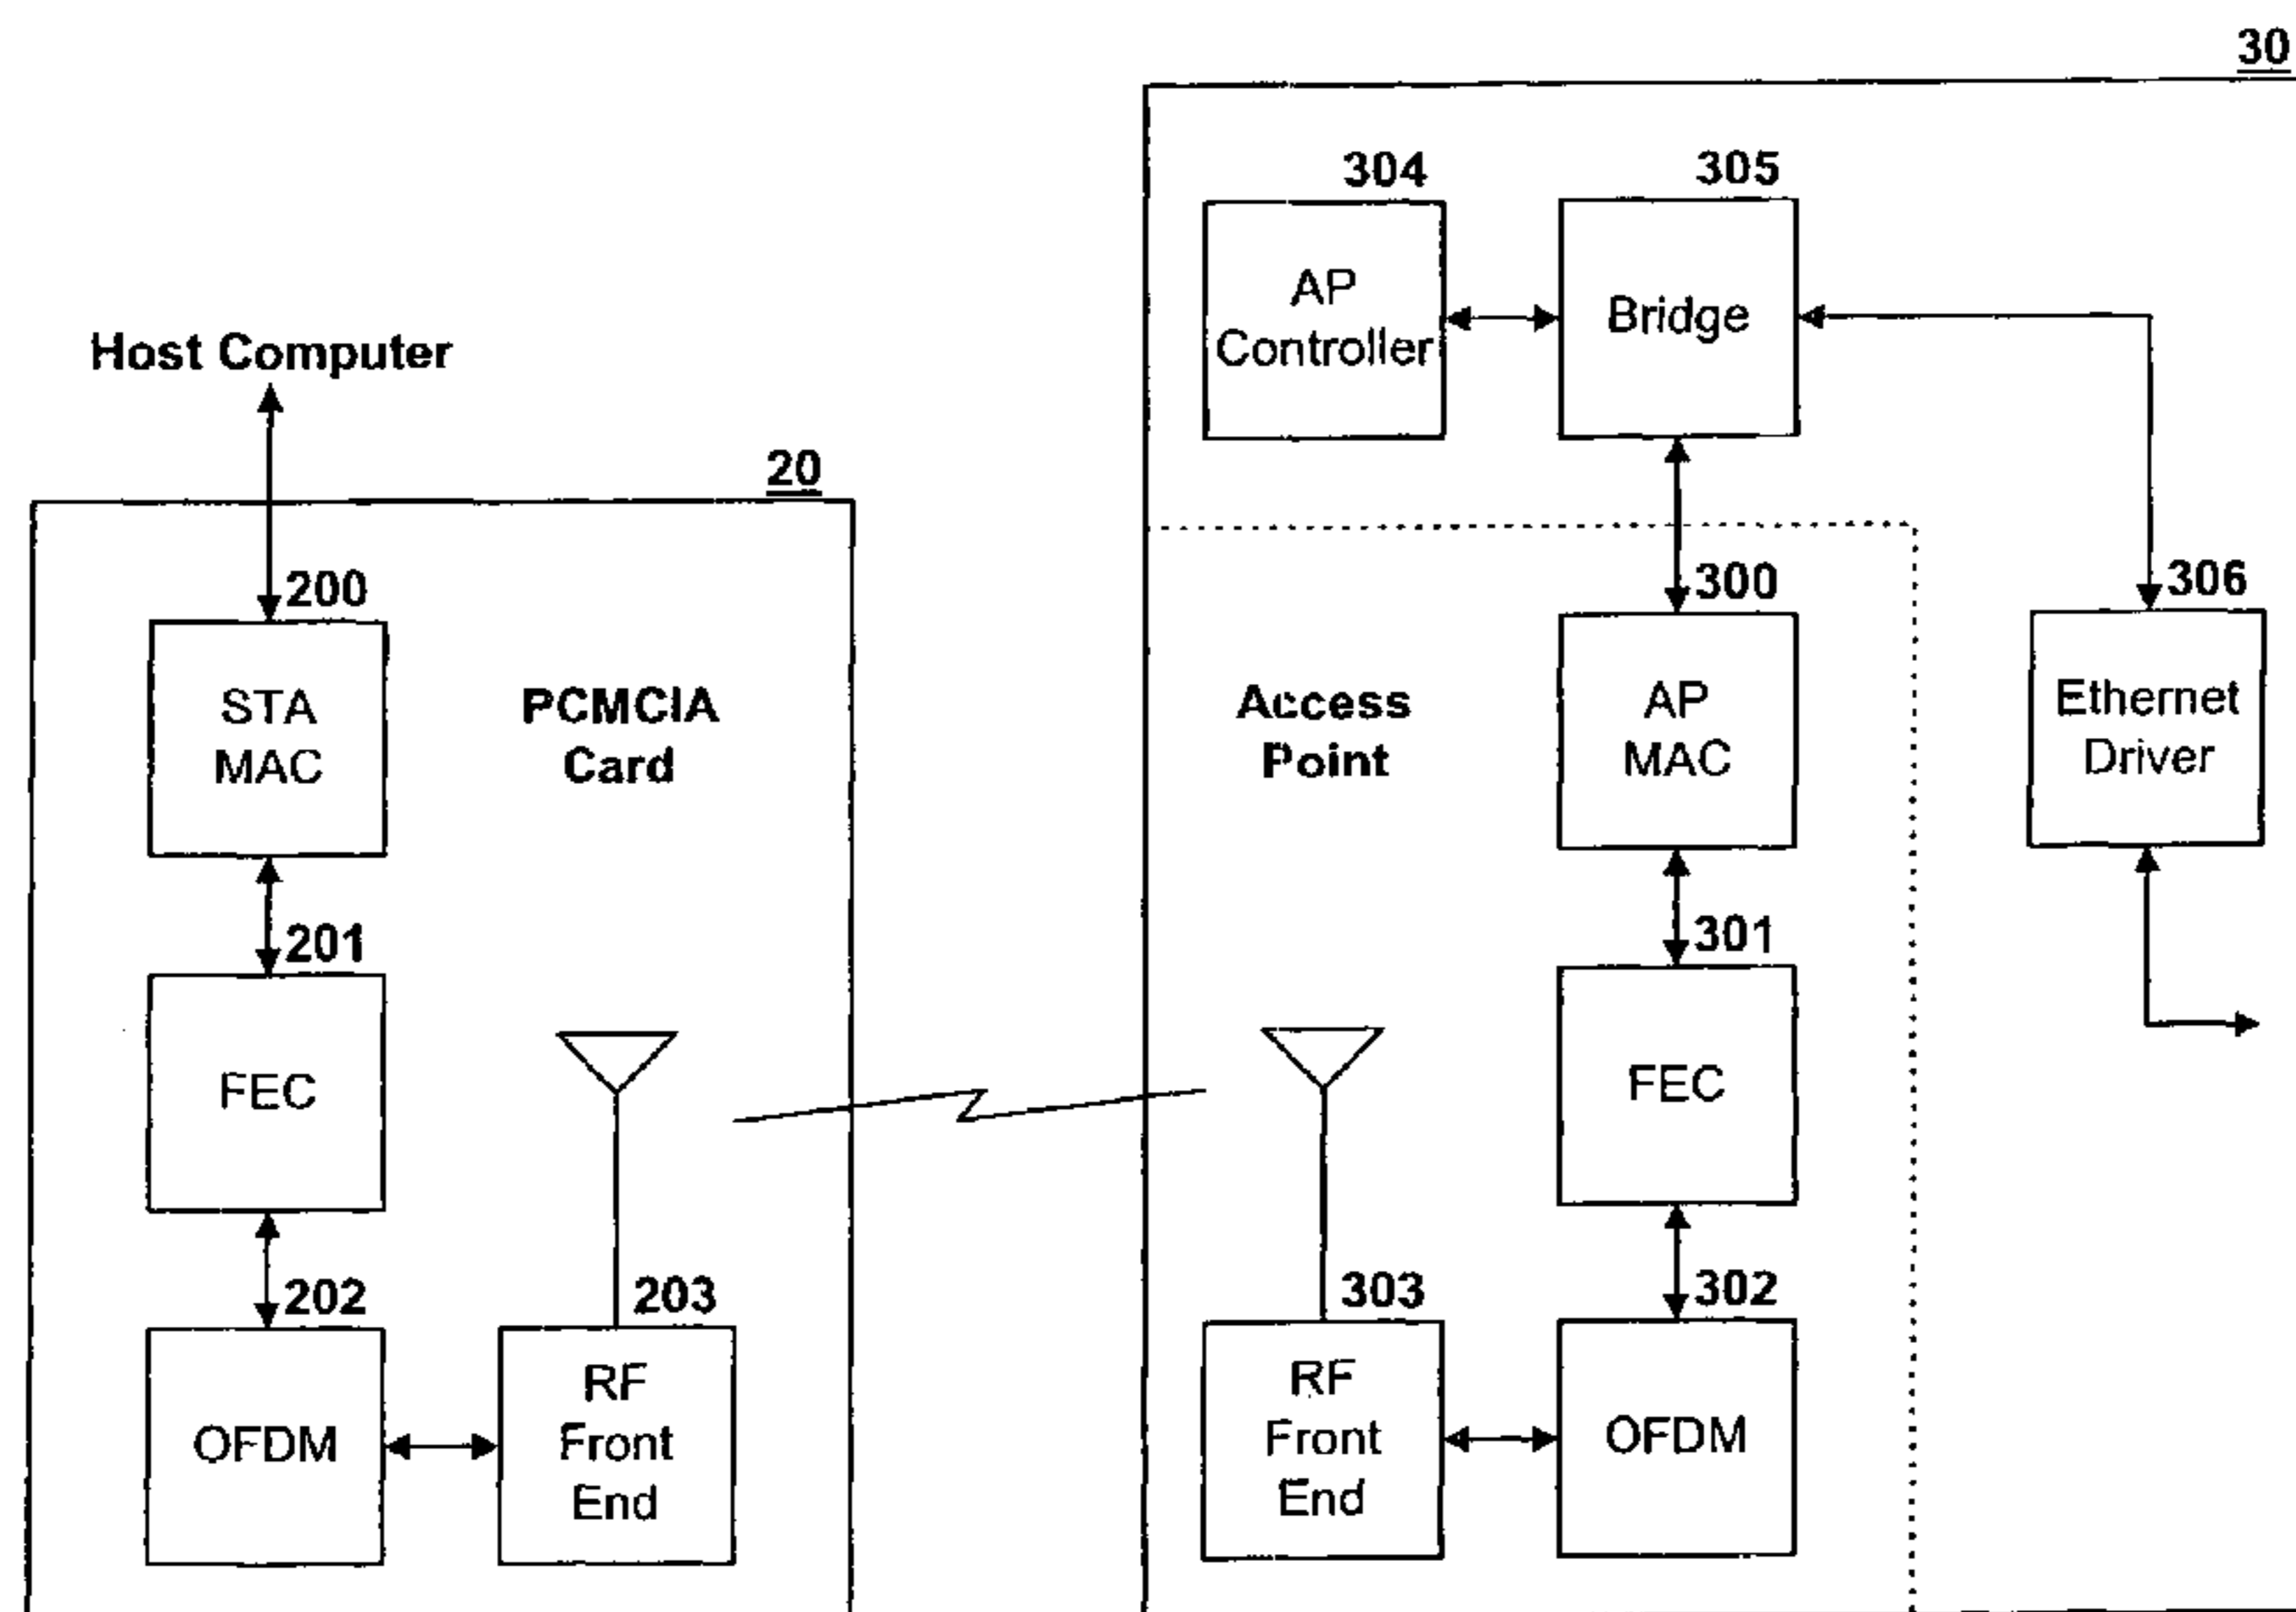 30
304
305
AP
Controller
Bridge
Host Computer
20
200
STA
MAC
PCMCIA
Card
300
306
Access
Point
AP
MAC
Ethernet
Driver
201
FEC
301
FEC
202
203
OFDM
RF
Front
End
303
302
RF
Front
End
OFDM